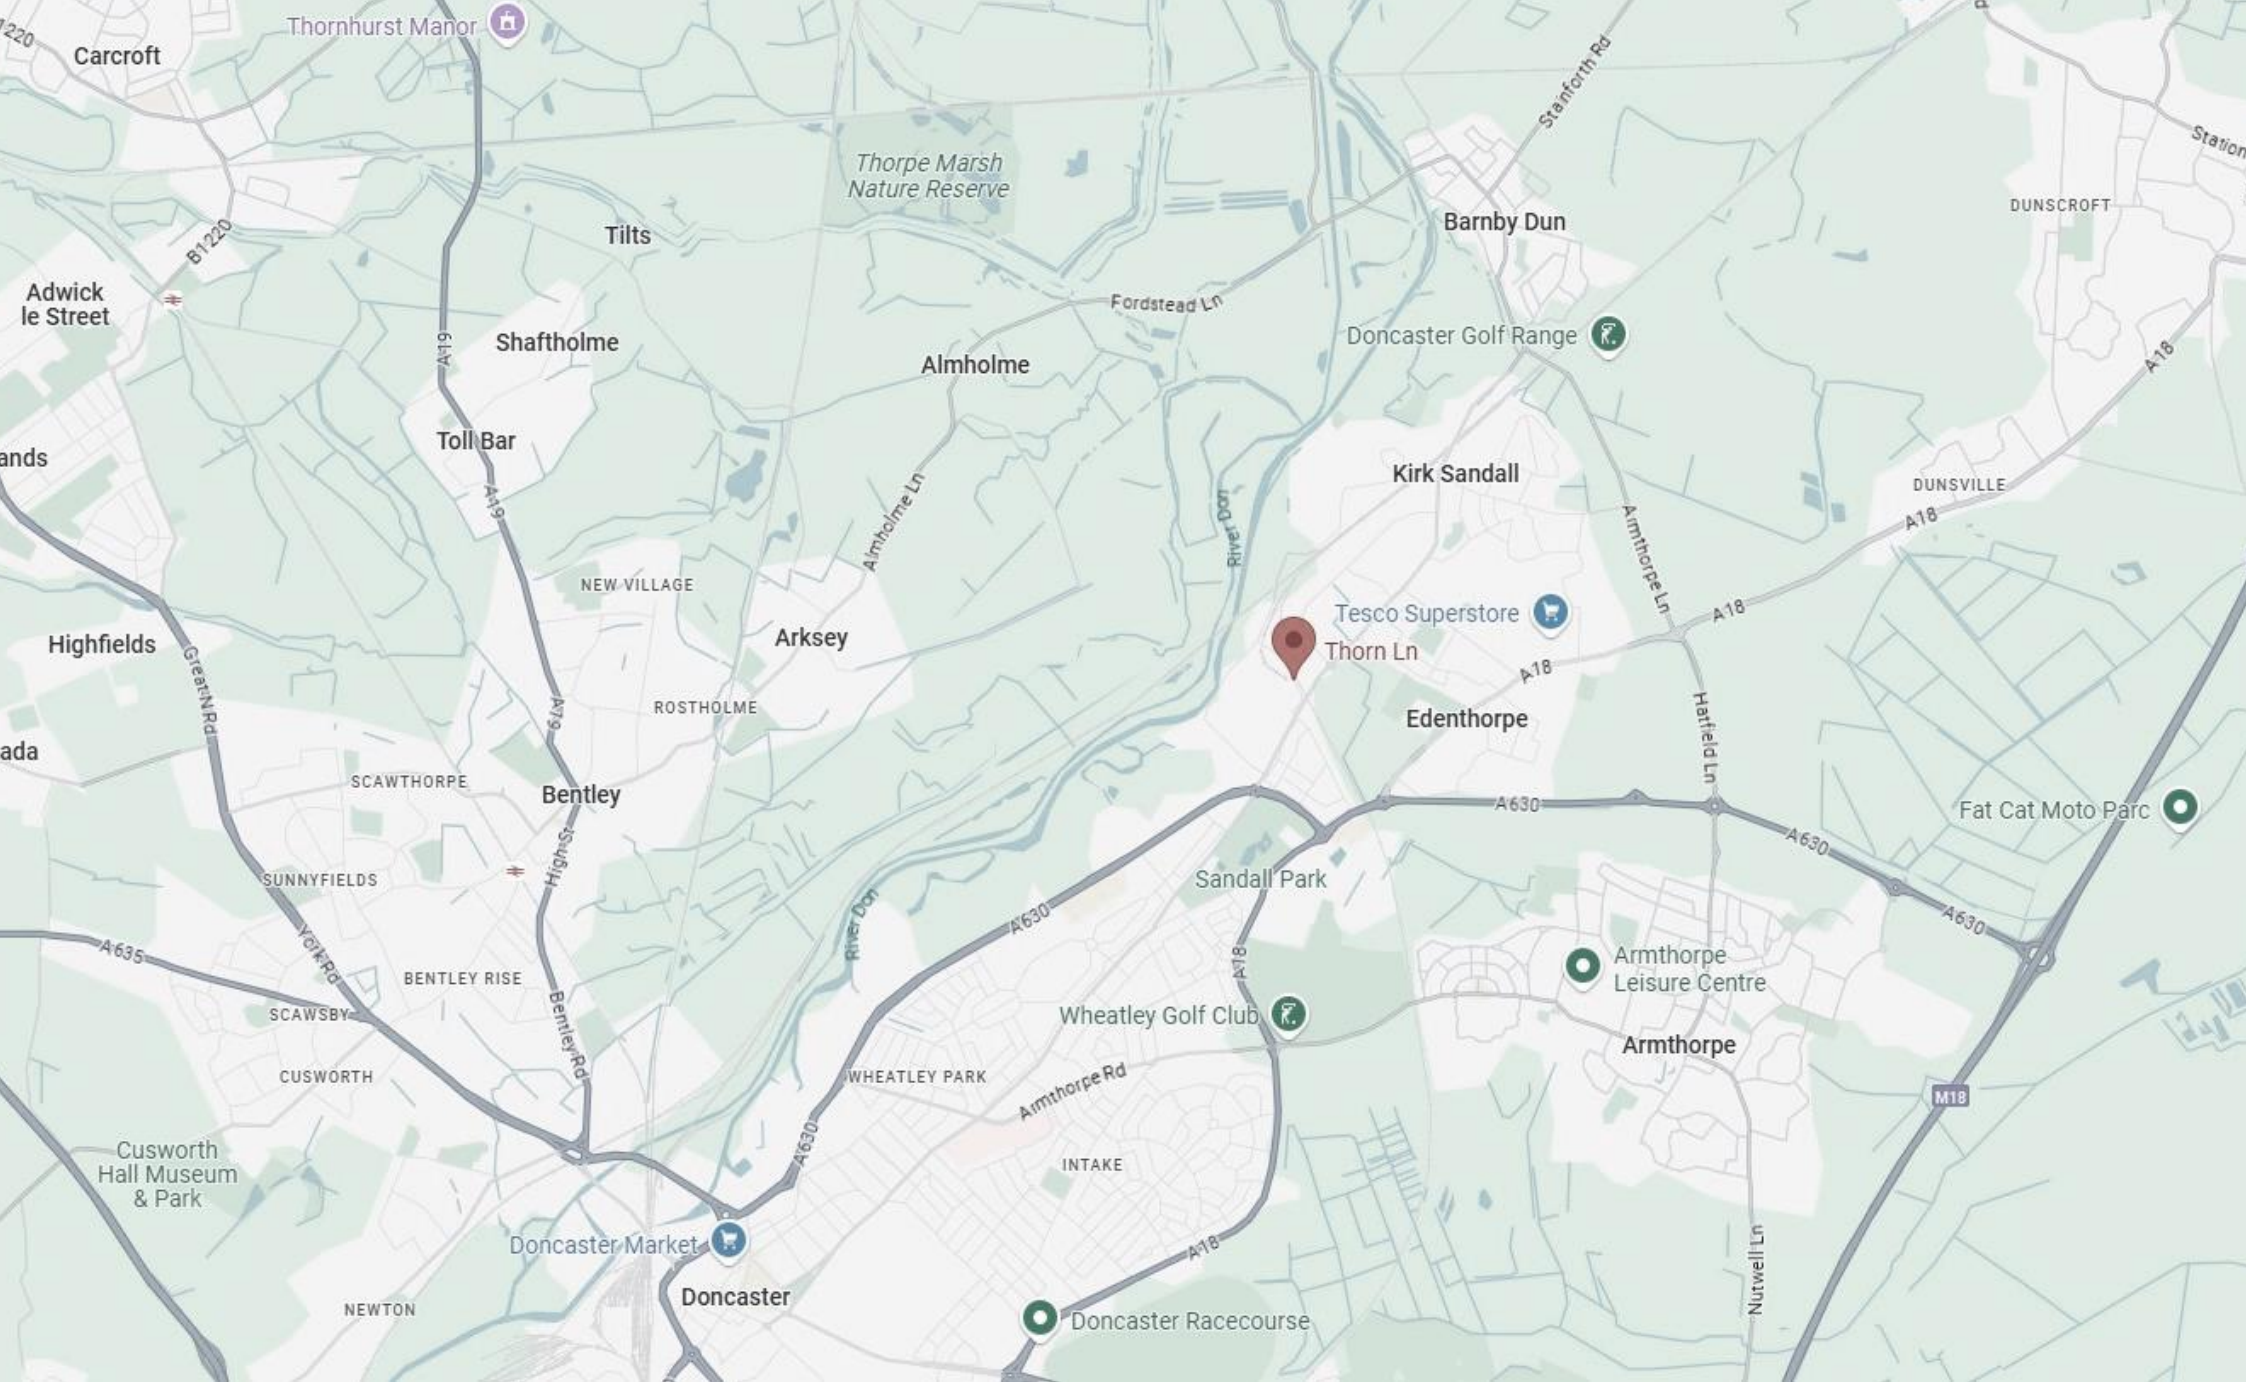 Thornhurst Manor
1220
Carcroft
Stainforth Rd
Station
Thorpe Marsh
Nature Reserve
DUNSCROFT
Barnby Dun
Tilts
B1220
Adwick
le Street
Fordstead Ln
A19
Shaftholme
Doncaster Golf Range
A18
Almholme
Toll Bar
ands
Kirk Sandall
DUNSVILLE
A19
Almholme Ln
River Don
Armthorpe Ln
A18
NEW VILLAGE
Tesco Superstore
A18
Highfields
Arksey
Thorn Ln
A18
Great N Rd
ROSTHOLME
A19
Edenthorpe
Hatfield Ln
ada
SCAWTHORPE
Bentley
A630
Fat Cat Moto Parc
A630
High St
SUNNYFIELDS
Sandall Park
A630
A630
River Don
A635
York Rd
A18
Armthorpe
Leisure Centre
BENTLEY RISE
SCAWSBY
Bentley Rd
Wheatley Golf Club
Armthorpe
CUSWORTH
WHEATLEY PARK
Armthorpe Rd
M18
A630
Cusworth
Hall Museum
& Park
INTAKE
Doncaster Market
A18
Nutwell Ln
Doncaster
NEWTON
Doncaster Racecourse